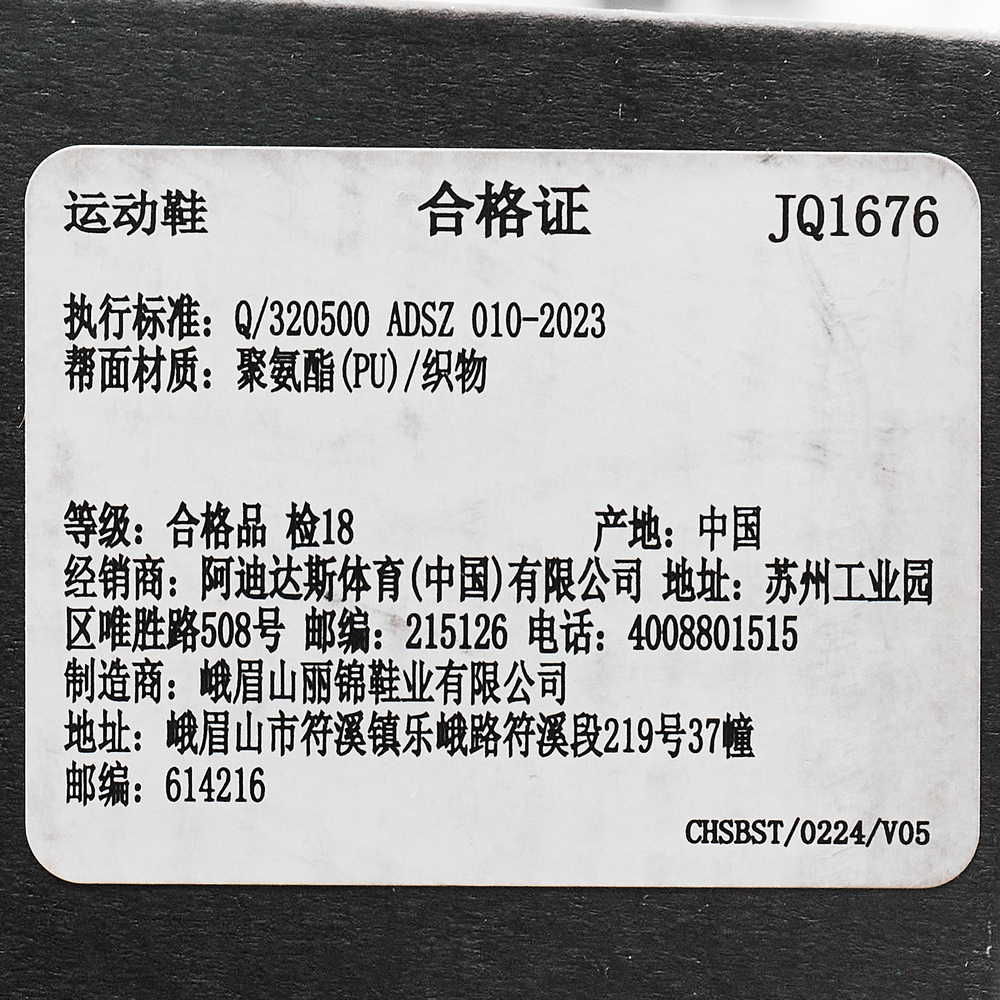 运动鞋 合格证 JQ1676
执行标准：Q/320500 ADSZ 010-2023
帮面材质：聚氨酯(PU)/织物
等级：合格品 检18 产地：中国
经销商：阿迪达斯体育(中国)有限公司 地址：苏州工业园
区唯胜路508号 邮编：215126 电话：4008801515
制造商：峨眉山丽锦鞋业有限公司
地址：峨眉山市符溪镇乐峨路符溪段219号37幢
邮编：614216
CHSBST/0224/V05